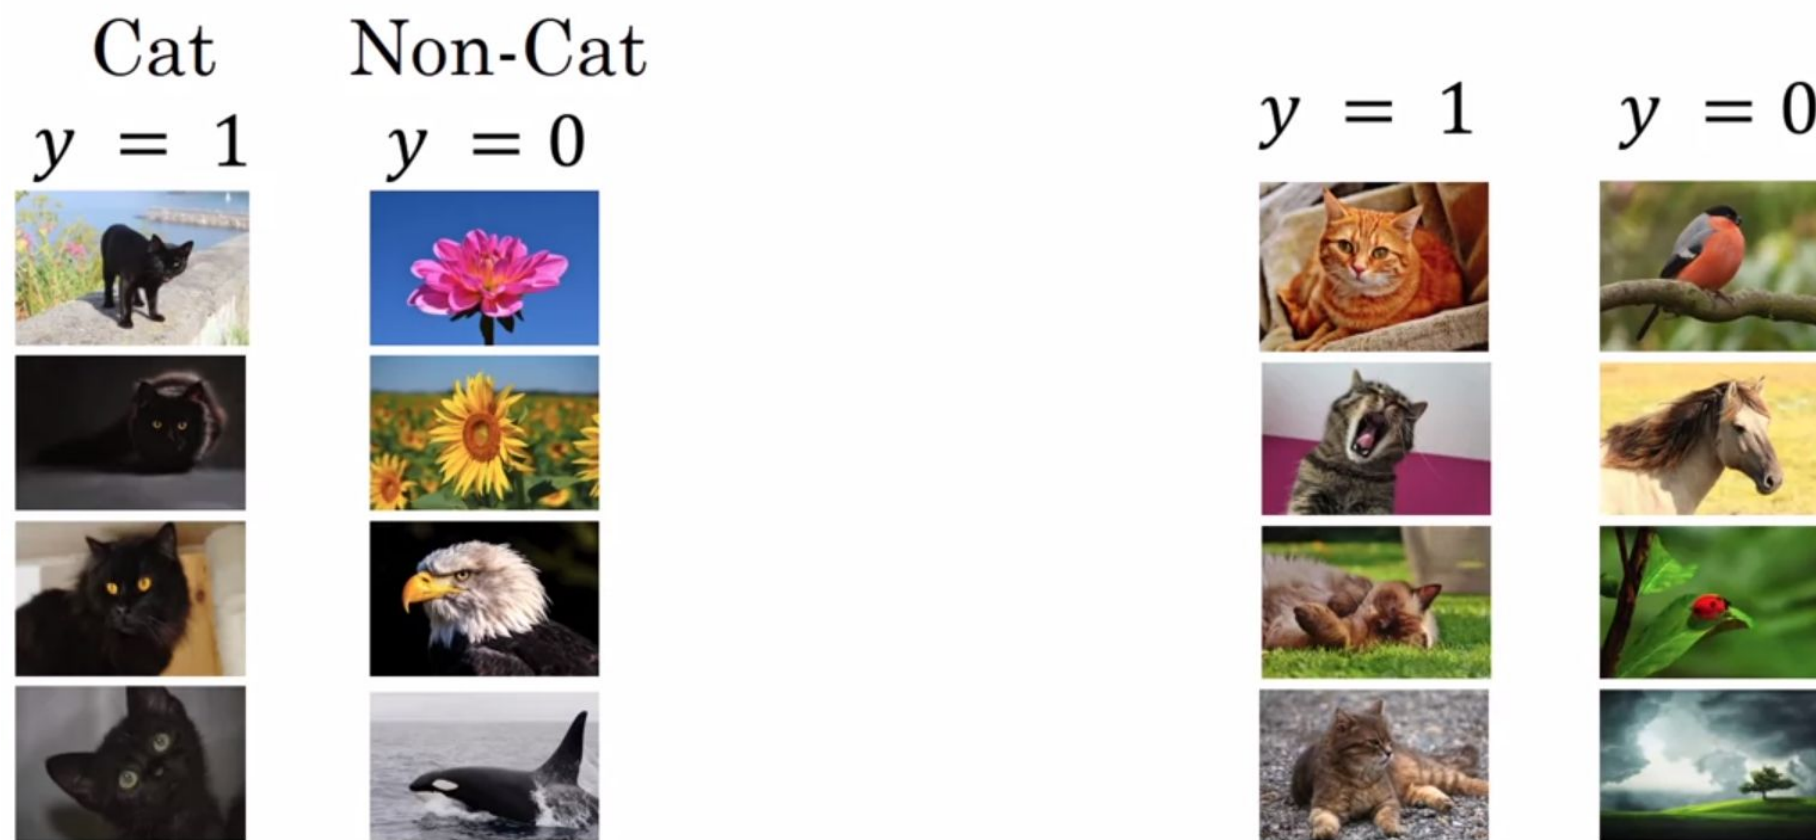 Cat Non-Cat
y = 1 y = 0
y = 1 y = 0